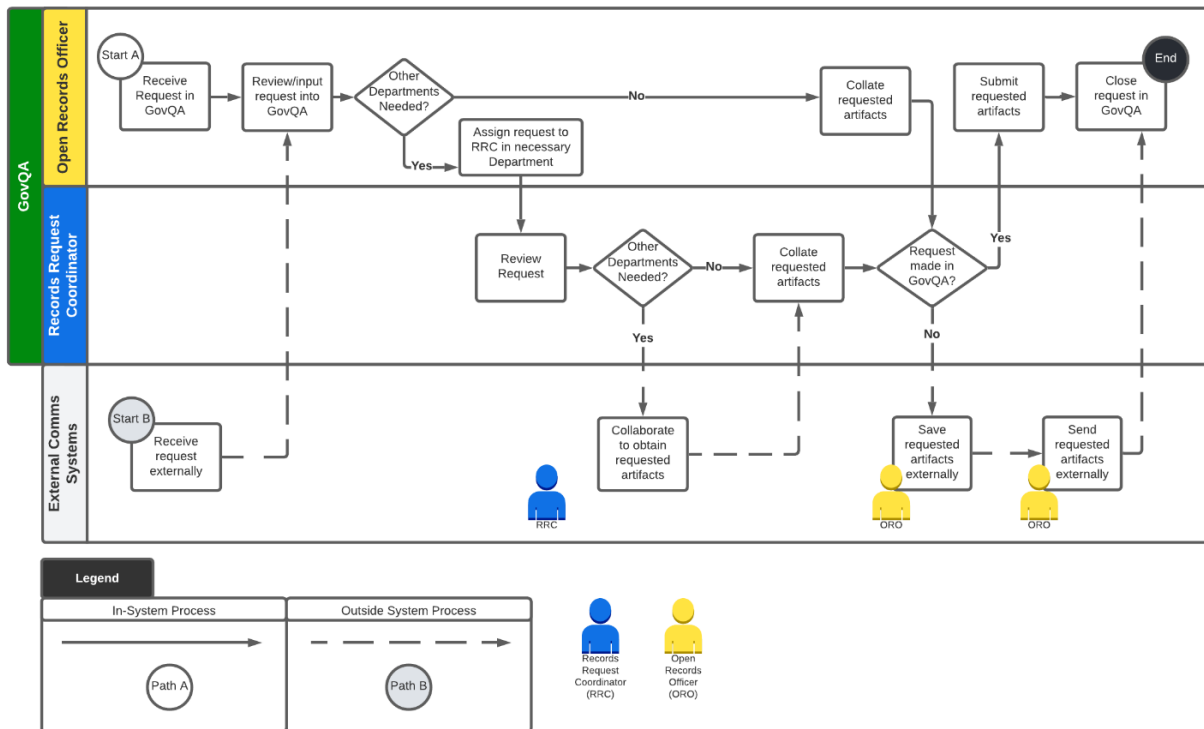 GovQA
Open Records Officer
Start A
Receive
Request in
GovQA
Review/input
request into
GovQA
Other
Departments
Needed?
No
Yes
Assign request to
RRC in necessary
Department
Collate
requested
artifacts
Submit
requested
artifacts
End
Close
request in
GovQA
Records Request
Coordinator
Review
Request
Other
Departments
Needed?
No
Yes
Collate
requested
artifacts
Request
made in
GovQA?
Yes
No
External Comms
Systems
Start B
Receive
request
externally
RRC
Collaborate
to obtain
requested
artifacts
Save
requested
artifacts
externally
ORO
Send
requested
artifacts
externally
ORO
Legend
In-System Process
Outside System Process
Path A
Path B
Records
Request
Coordinator
(RRC)
Open
Records
Officer
(ORO)